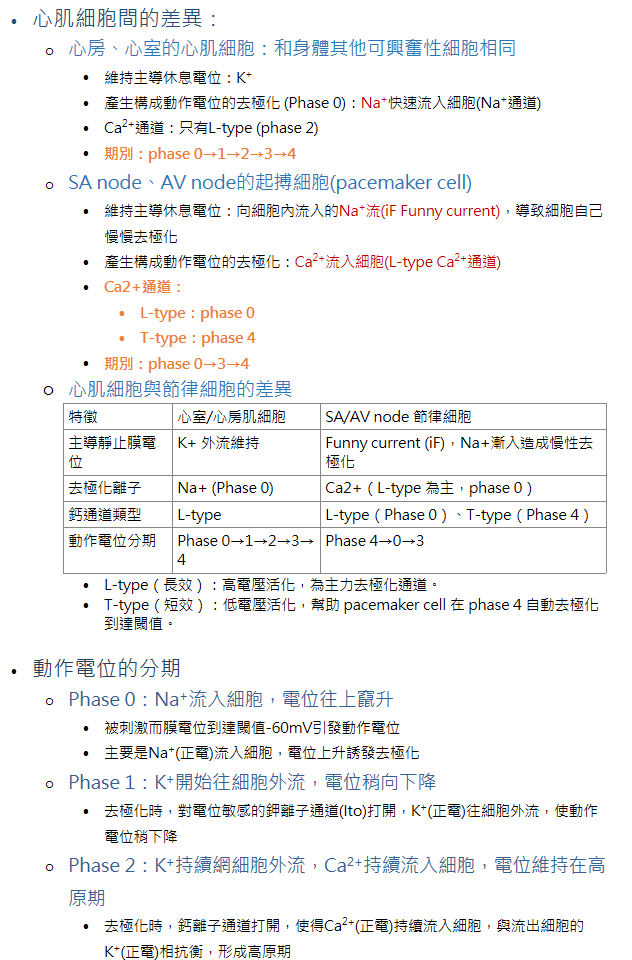 • 心肌細胞間的差異：
o 心房、心室的心肌細胞：和身體其他可興奮性細胞相同
• 維持主導休息電位：K⁺
• 產生構成動作電位的去極化 (Phase 0)：Na⁺快速流入細胞(Na⁺通道)
• Ca²⁺通道：只有L-type (phase 2)
• 期別：phase 0→1→2→3→4
o SA node、AV node的起搏細胞(pacemaker cell)
• 維持主導休息電位：向細胞內流入的Na⁺流(iF Funny current)，導致細胞自己
慢慢去極化
• 產生構成動作電位的去極化：Ca²⁺流入細胞(L-type Ca²⁺通道)
• Ca2+通道：
• L-type：phase 0
• T-type：phase 4
• 期別：phase 0→3→4
o 心肌細胞與節律細胞的差異
特徵 心室/心房肌細胞 SA/AV node 節律細胞
主導靜止膜電 K+ 外流維持 Funny current (iF)，Na+漸入造成慢性去
位 極化
去極化離子 Na+ (Phase 0) Ca2+（L-type 為主，phase 0）
鈣通道類型 L-type L-type（Phase 0）、T-type（Phase 4）
動作電位分期 Phase 0→1→2→3→ Phase 4→0→3
4
• L-type（長效）：高電壓活化，為主力去極化通道。
• T-type（短效）：低電壓活化，幫助 pacemaker cell 在 phase 4 自動去極化
到達閾值。
• 動作電位的分期
o Phase 0：Na⁺流入細胞，電位往上竄升
• 被刺激而膜電位到達閾值-60mV引發動作電位
• 主要是Na⁺(正電)流入細胞，電位上升誘發去極化
o Phase 1：K⁺開始往細胞外流，電位稍向下降
• 去極化時，對電位敏感的鉀離子通道(Ito)打開，K⁺(正電)往細胞外流，使動作
電位稍下降
o Phase 2：K⁺持續網細胞外流，Ca²⁺持續流入細胞，電位維持在高
原期
• 去極化時，鈣離子通道打開，使得Ca²⁺(正電)持續流入細胞，與流出細胞的
K⁺(正電)相抗衡，形成高原期